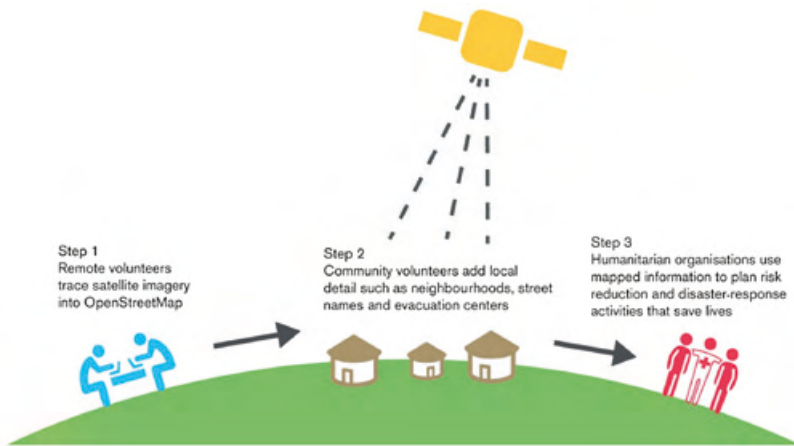 Step 1
Remote volunteers
trace satellite imagery
into OpenStreetMap
Step 2
Community volunteers add local
detail such as neighbourhoods, street
names and evacuation centers
Step 3
Humanitarian organisations use
mapped information to plan risk
reduction and disaster-response
activities that save lives